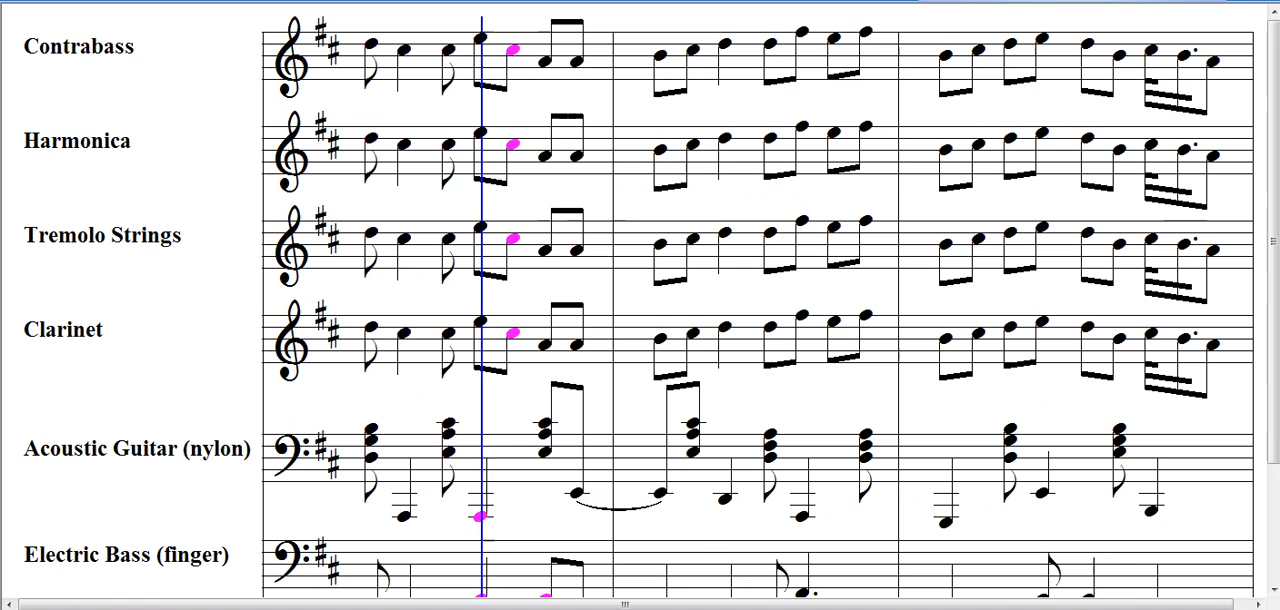 Contrabass
Harmonica
Tremolo Strings
Clarinet
Acoustic Guitar (nylon)
Electric Bass (finger)